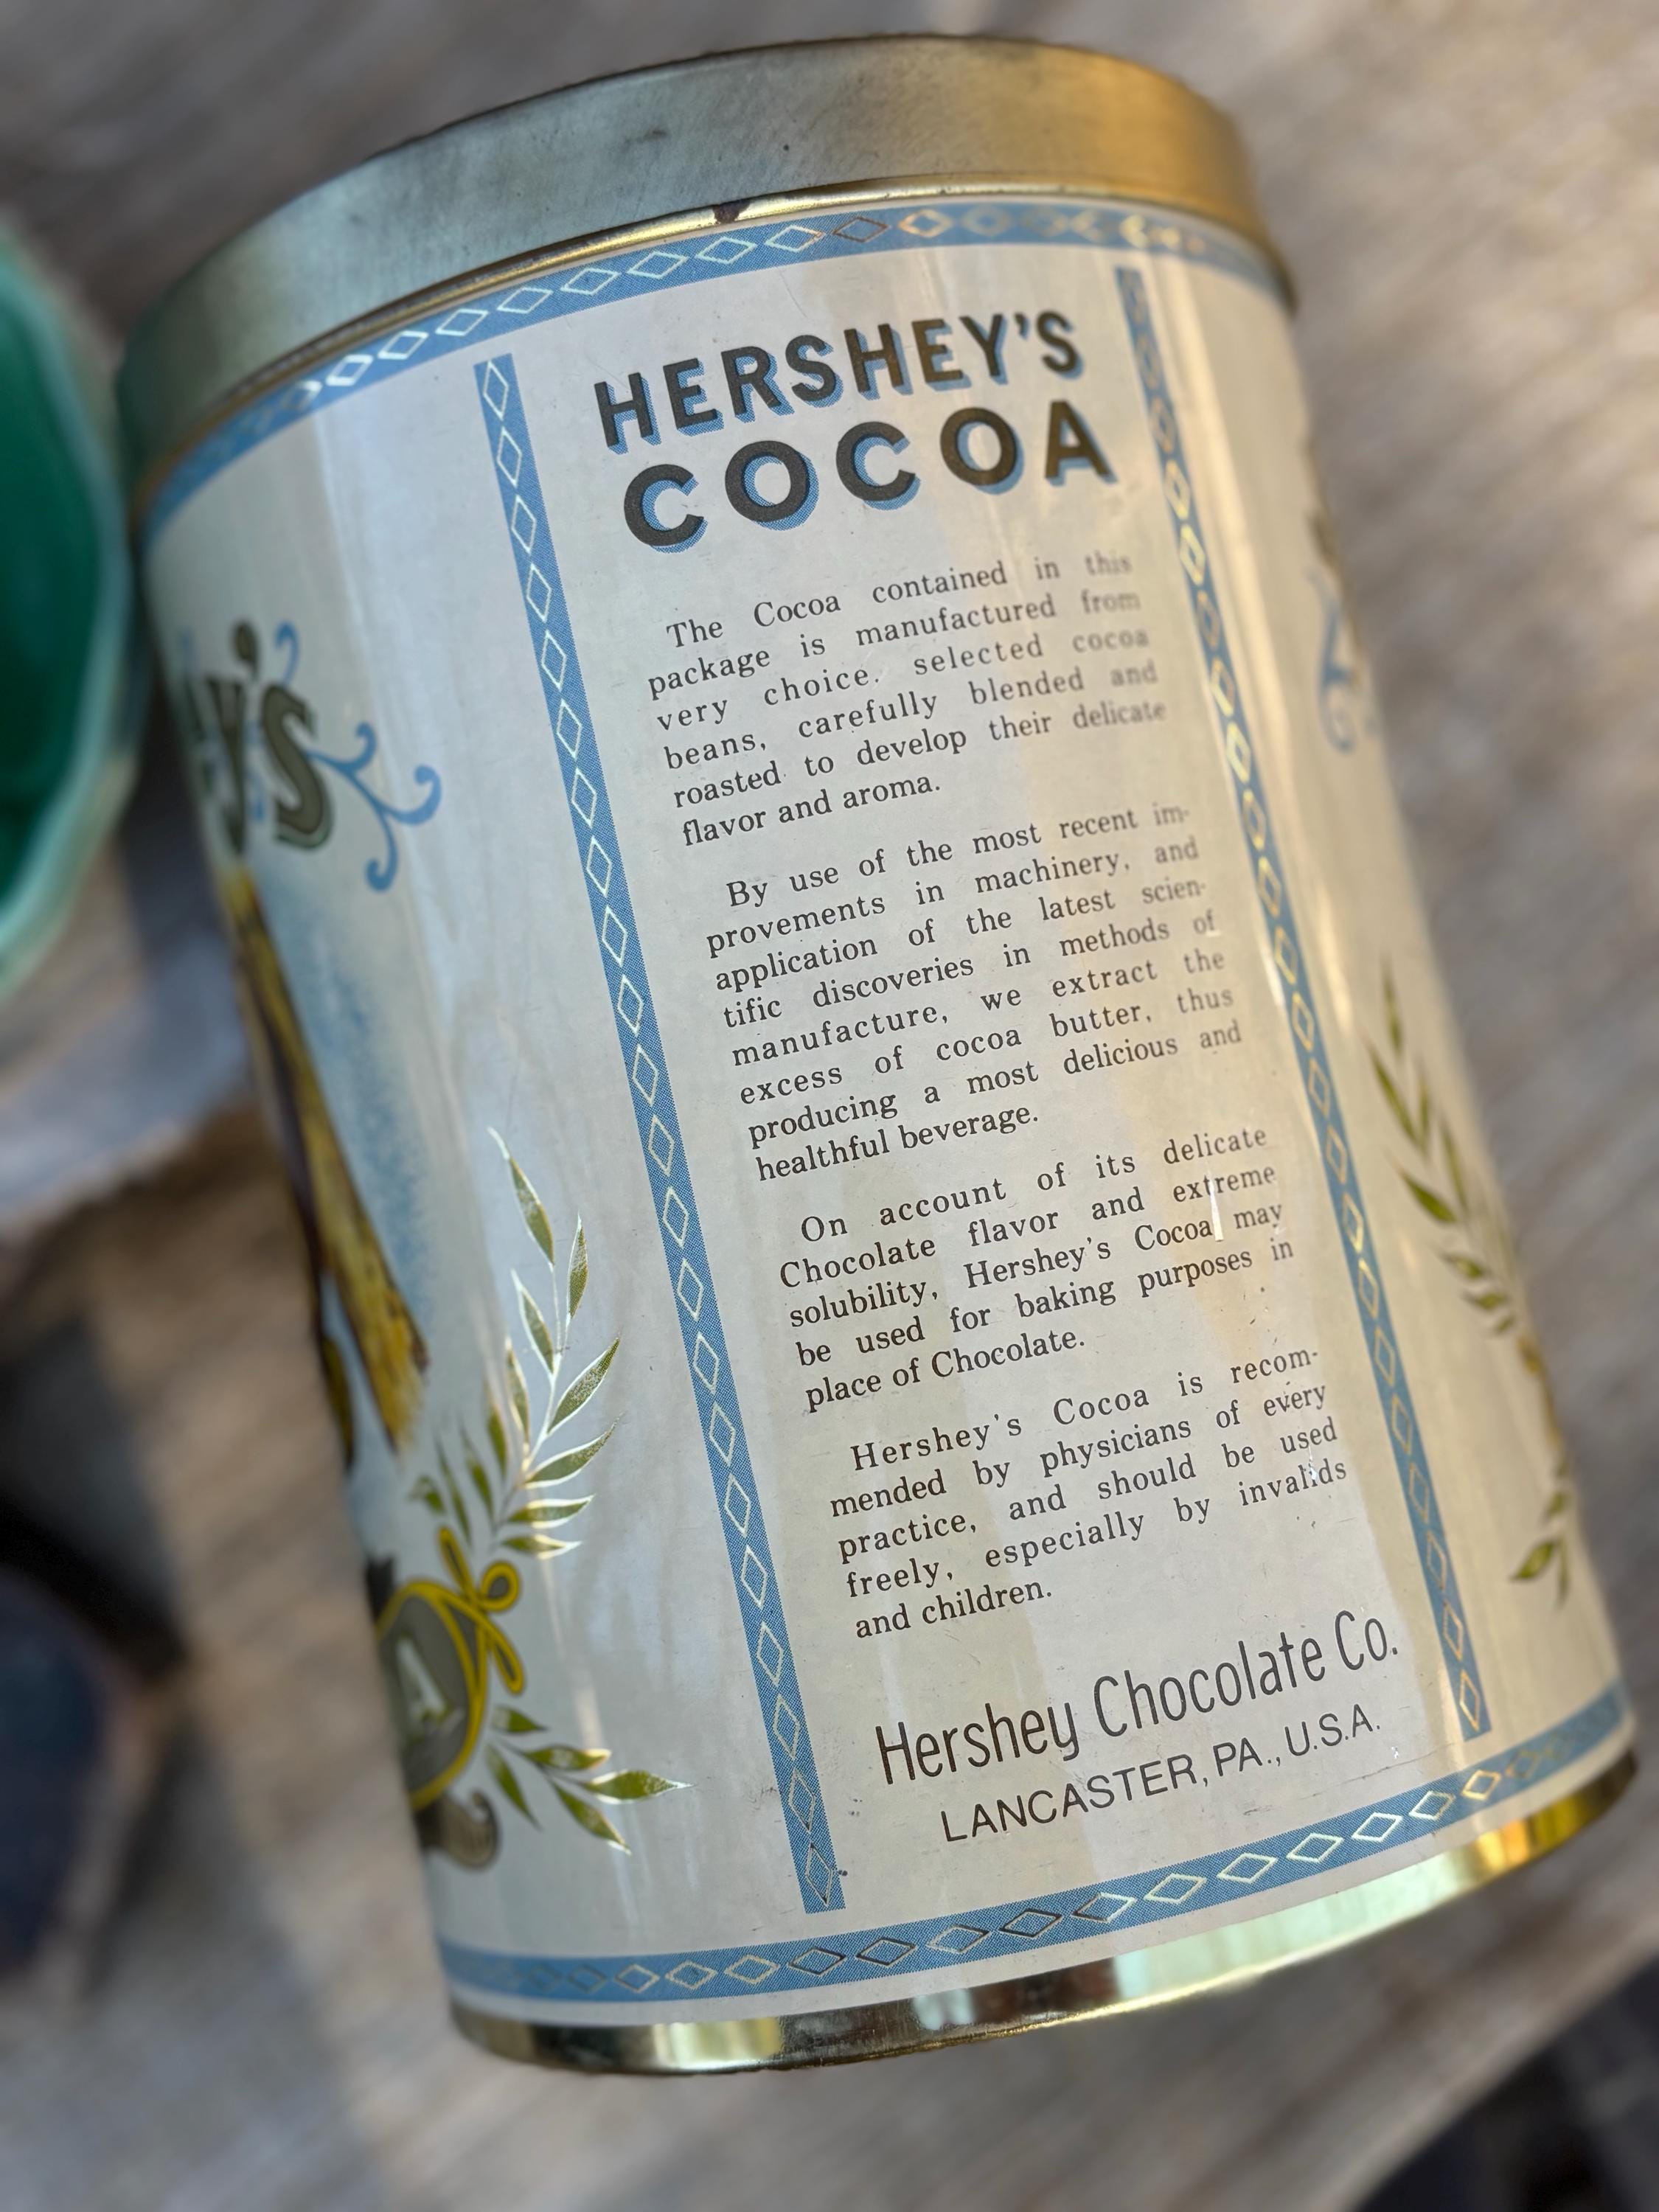 HERSHEY'S
COCOA
The Cocoa contained in this
package is manufactured from
very choice. selected cocoa
beans, carefully blended and
roasted to develop their delicate
flavor and aroma.
By use of the most recent im-
provements in machinery, and
application of the latest scien-
tific discoveries in methods of
manufacture, we extract the
excess of cocoa butter, thus
producing a most delicious and
healthful beverage.
On account of its delicate
Chocolate flavor and extreme
solubility, Hershey's Cocoa may
be used for baking purposes in
place of Chocolate.
Hershey's Cocoa is recom-
mended by physicians of every
practice, and should be used
freely, especially by invalids
and children.
Hershey Chocolate Co.
LANCASTER, PA., U.S.A.
Y'S
A